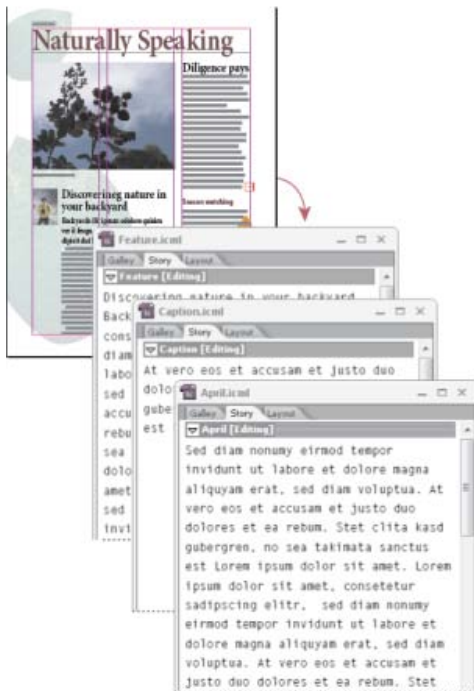 Naturally Speaking
Diligence pays
Discovereing nature in
your backyard
Season watching
Feature.icml
Galley Story Layout
Feature [Editing]
Discovering nature in your backyard
Back
cons
diam
labo
sed
accu
rebu
sea
dolo
amet
sed
invi
Caption.icml
Galley Story Layout
Caption [Editing]
At vero eos et accusam et justo duo
dolo
gube
est
April.icml
Galley Story Layout
April [Editing]
Sed diam nonumy eirmod tempor
invidunt ut labore et dolore magna
aliquyam erat, sed diam voluptua. At
vero eos et accusam et justo duo
dolores et ea rebum. Stet clita kasd
gubergren, no sea takimata sanctus
est Lorem ipsum dolor sit amet. Lorem
ipsum dolor sit amet, consetetur
sadipscing elitr, sed diam nonumy
eirmod tempor invidunt ut labore et
dolore magna aliquyam erat, sed diam
voluptua. At vero eos et accusam et
justo duo dolores et ea rebum. Stet